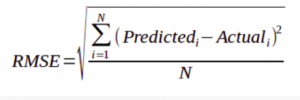 RMSE = √( ∑_{i=1}^{N} (Predicted_i − Actual_i)² / N )